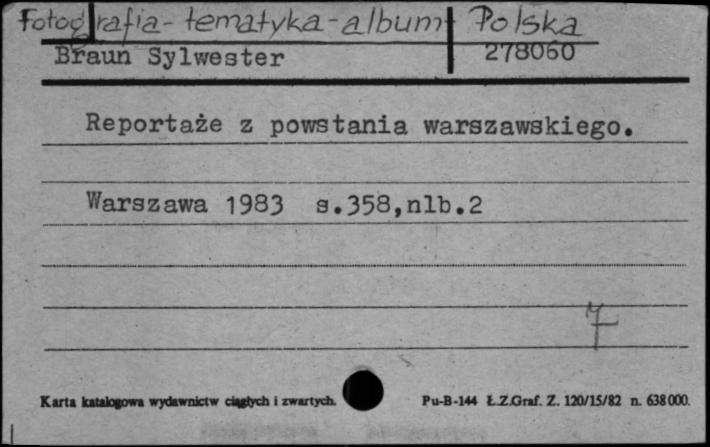 Fotografia - tematyka - album Polska
Braun Sylwester 278060
Reportaże z powstania warszawskiego.
Warszawa 1983 s.358,nlb.2
Karta katalogowa wydawnictw ciągłych i zwartych. Pu-B-144 Ł.Z.Graf. Z. 120/15/82 n. 638000.